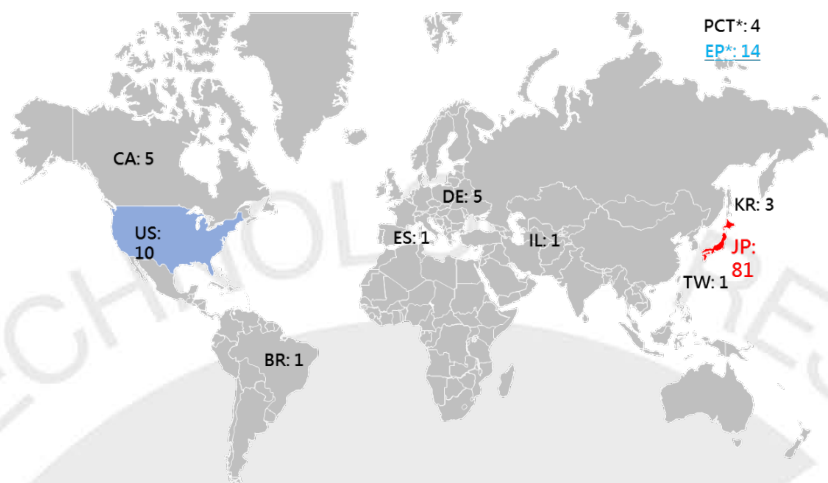 PCT*: 4
EP*: 14
CA: 5
DE: 5
KR: 3
US:
10
ES: 1
IL: 1
JP:
81
TW: 1
BR: 1